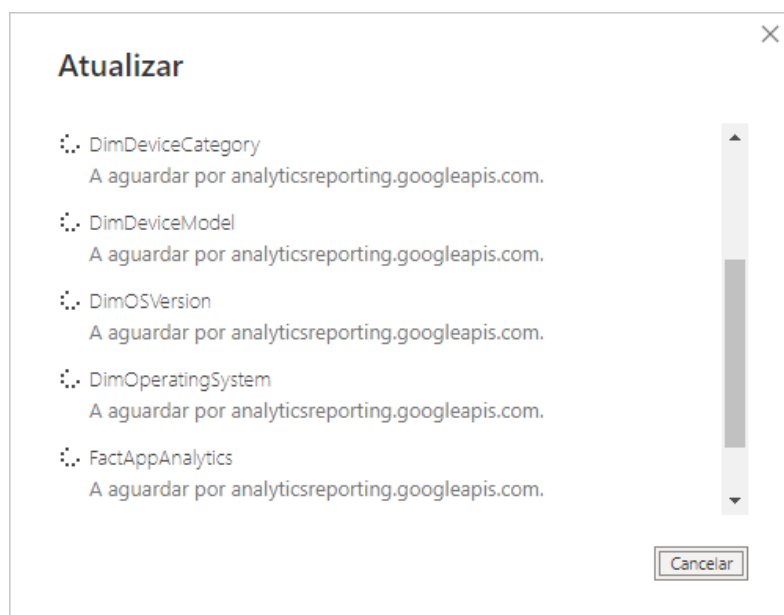 Atualizar
DimDeviceCategory
A aguardar por analyticsreporting.googleapis.com.
DimDeviceModel
A aguardar por analyticsreporting.googleapis.com.
DimOSVersion
A aguardar por analyticsreporting.googleapis.com.
DimOperatingSystem
A aguardar por analyticsreporting.googleapis.com.
FactAppAnalytics
A aguardar por analyticsreporting.googleapis.com.
Cancelar